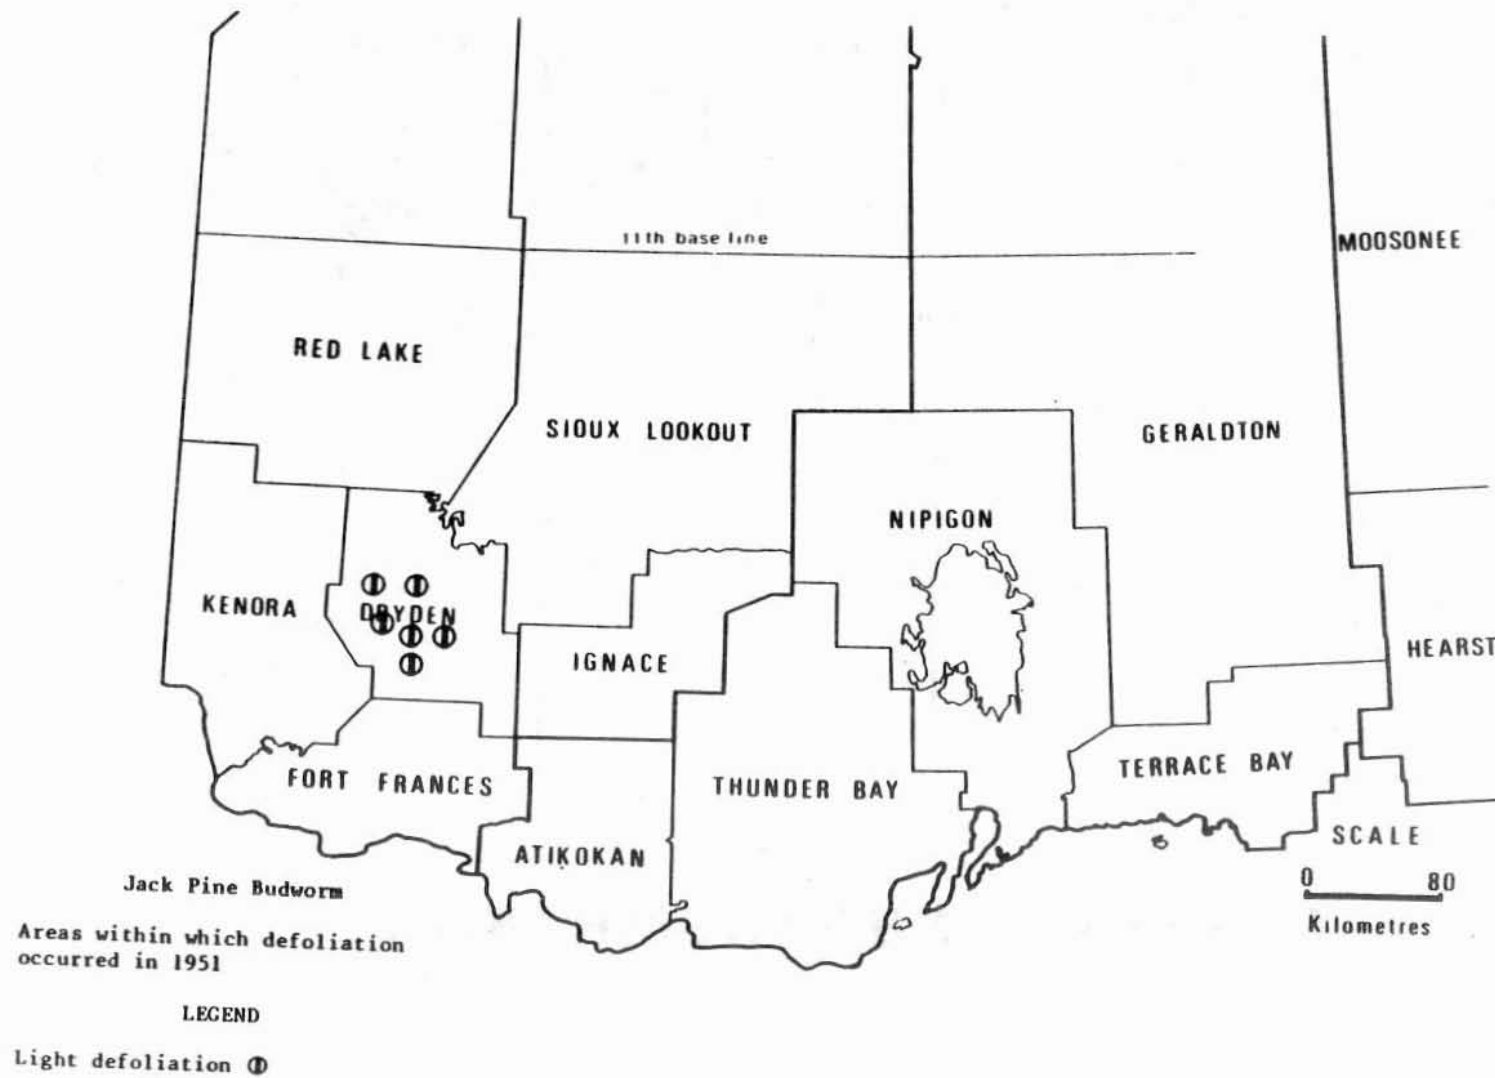 11th base line
MOOSONEE
RED LAKE
SIOUX LOOKOUT
GERALDTON
NIPIGON
KENORA
DRYDEN
IGNACE
HEARST
FORT FRANCES
THUNDER BAY
TERRACE BAY
ATIKOKAN
SCALE
0 80
Kilometres
Jack Pine Budworm
Areas within which defoliation
occurred in 1951
LEGEND
Light defoliation